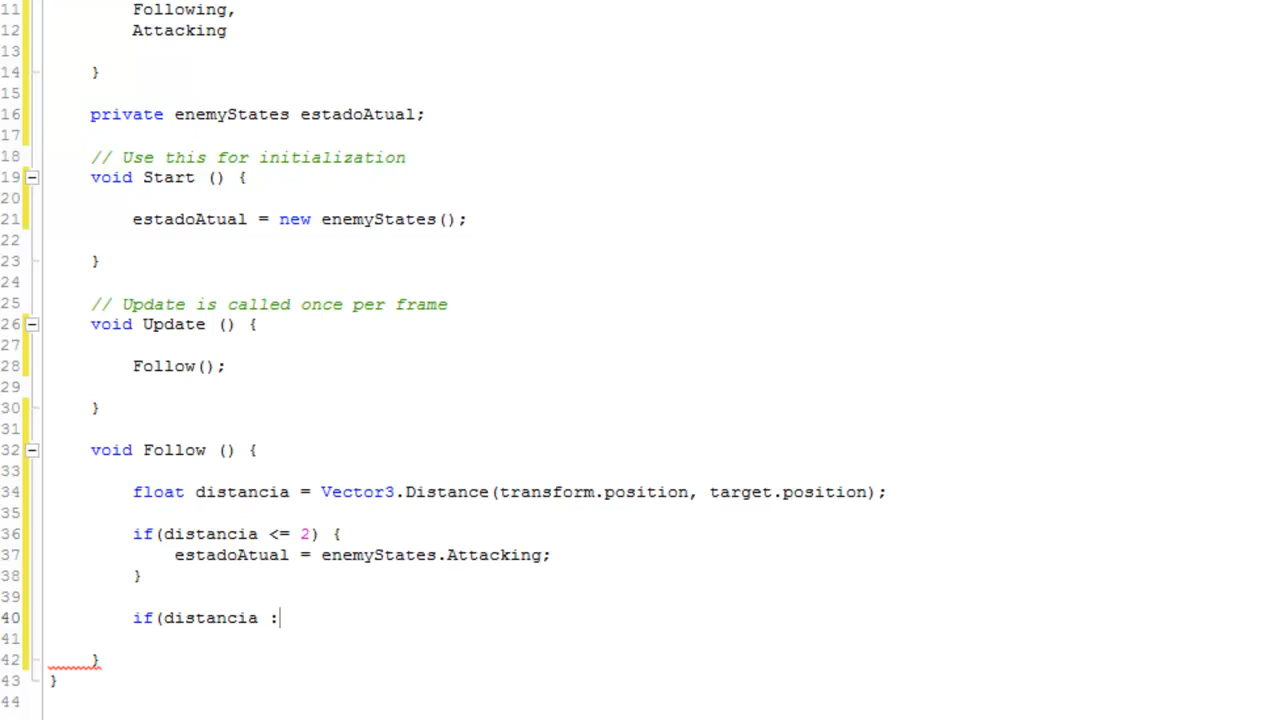 11 Following,
12 Attacking
13
14 }
15
16 private enemyStates estadoAtual;
17
18 // Use this for initialization
19 void Start () {
20
21 estadoAtual = new enemyStates();
22
23 }
24
25 // Update is called once per frame
26 void Update () {
27
28 Follow();
29
30 }
31
32 void Follow () {
33
34 float distancia = Vector3.Distance(transform.position, target.position);
35
36 if(distancia <= 2) {
37 estadoAtual = enemyStates.Attacking;
38 }
39
40 if(distancia :
41
42 }
43 }
44